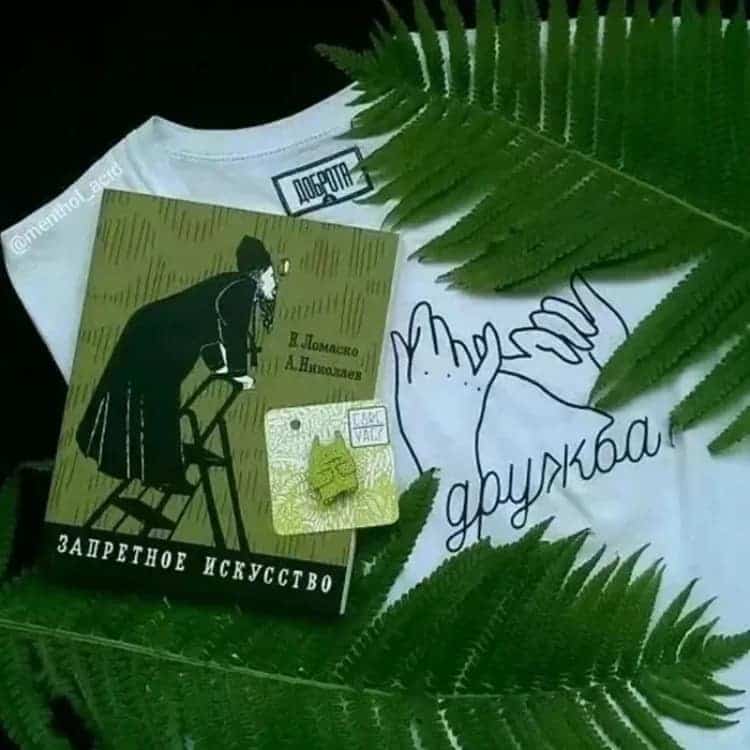 @menthol_acid
ДОБРОТА
В. Ломаско
А. Николаев
ЗАПРЕТНОЕ ИСКУССТВО
дружба